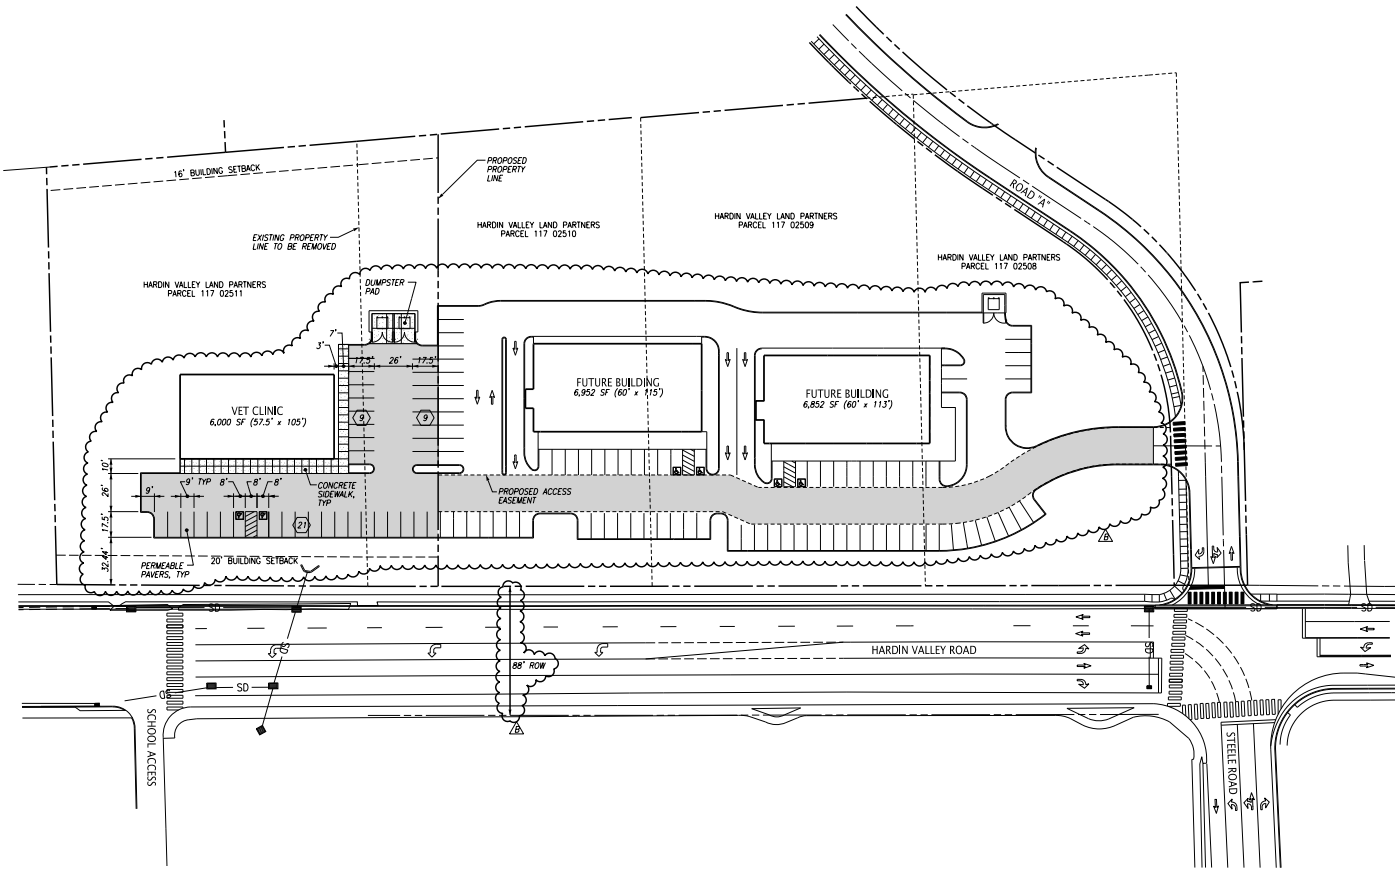 16' BUILDING SETBACK
PROPOSED
PROPERTY
LINE
ROAD "A"
HARDIN VALLEY LAND PARTNERS
PARCEL 117 02509
HARDIN VALLEY LAND PARTNERS
PARCEL 117 02510
EXISTING PROPERTY
LINE TO BE REMOVED
HARDIN VALLEY LAND PARTNERS
PARCEL 117 02508
HARDIN VALLEY LAND PARTNERS
PARCEL 117 02511
DUMPSTER
PAD
7'
3'
17.5'
26'
17.5'
FUTURE BUILDING
6,952 SF (60' x 115')
FUTURE BUILDING
6,852 SF (60' x 113')
VET CLINIC
6,000 SF (57.5' x 105')
9
9
10'
26'
17.5'
32.44'
9'
9' TYP
8'
8'
8'
CONCRETE
SIDEWALK,
TYP
PROPOSED ACCESS
EASEMENT
21
PERMEABLE
PAVERS, TYP
20' BUILDING SETBACK
B
SD
SD
SD
SD
SD
HARDIN VALLEY ROAD
88' ROW
SD
SD
B
SCHOOL ACCESS
STEELE ROAD